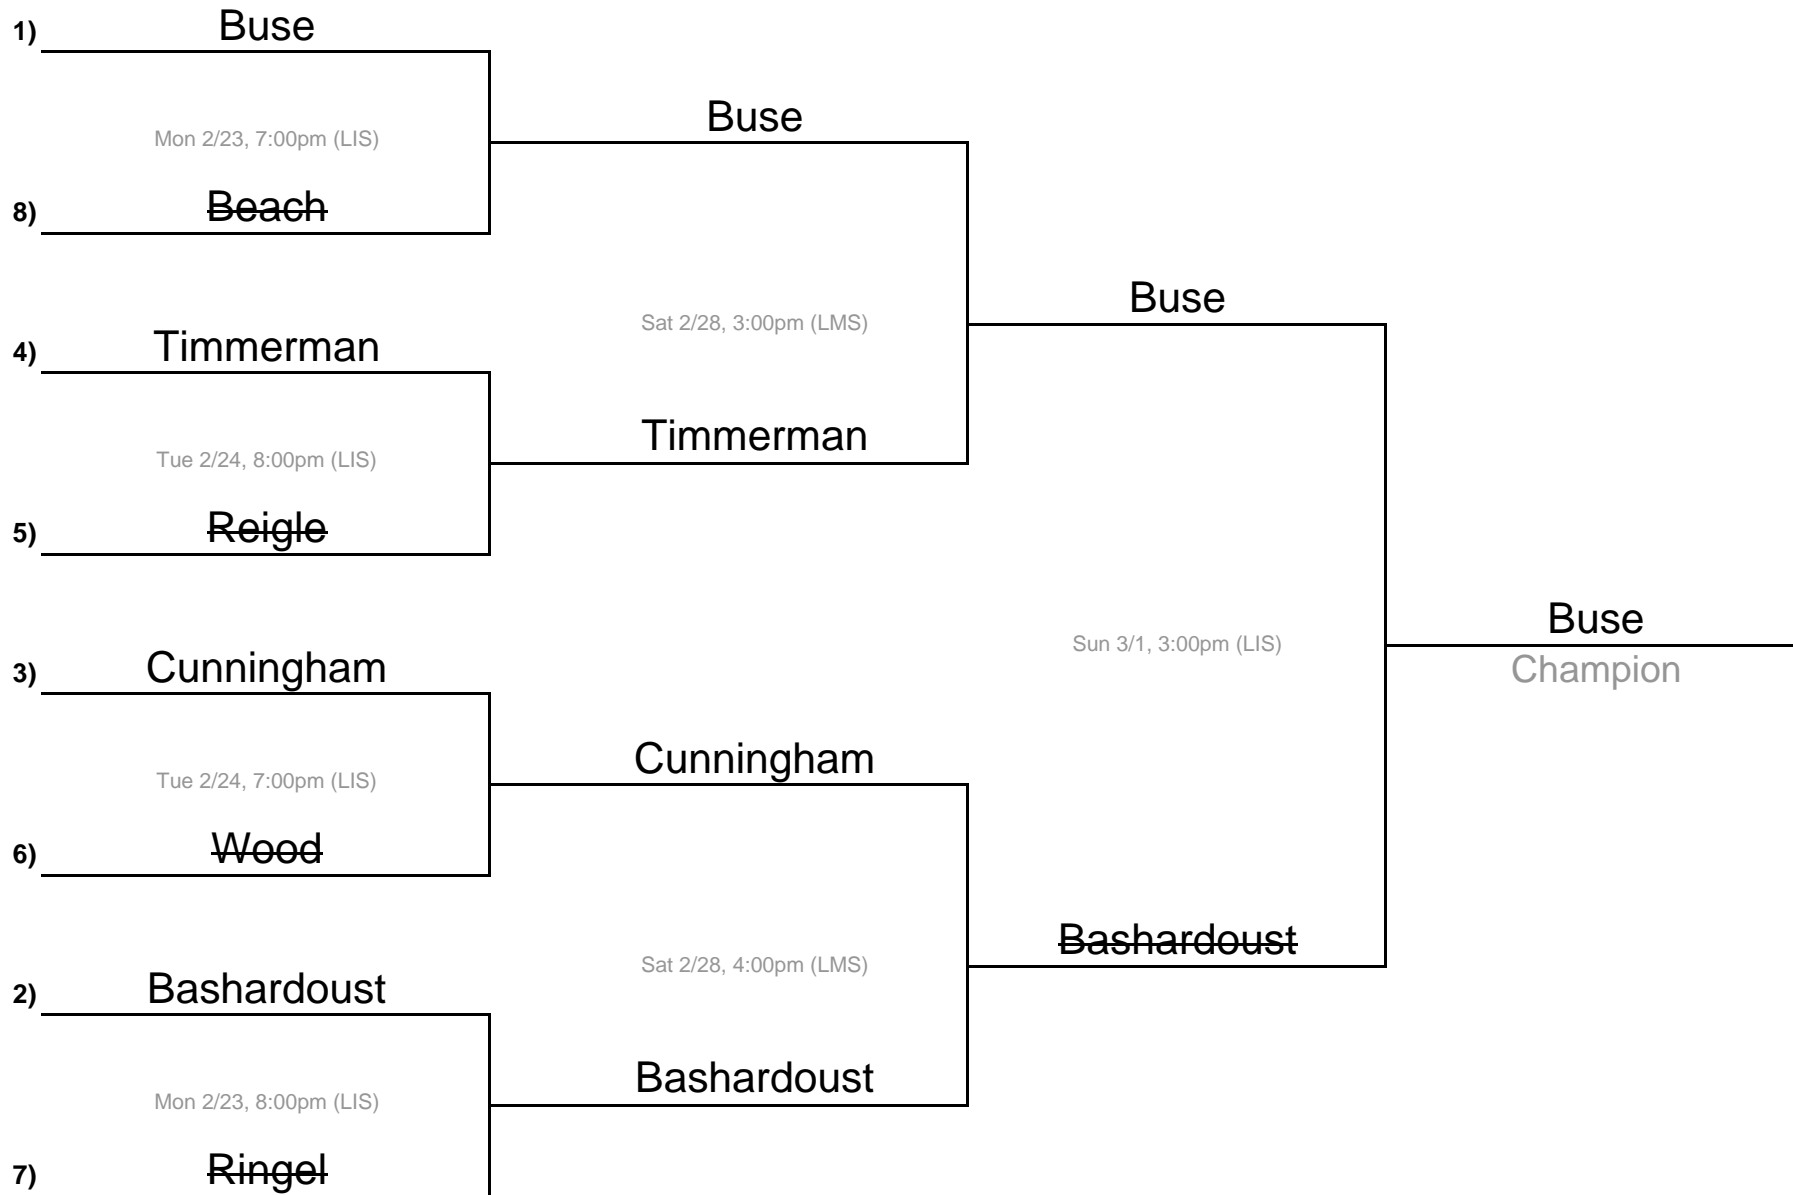 1) Buse
Mon 2/23, 7:00pm (LIS)
8) Beach
4) Timmerman
Tue 2/24, 8:00pm (LIS)
5) Reigle
3) Cunningham
Tue 2/24, 7:00pm (LIS)
6) Wood
2) Bashardoust
Mon 2/23, 8:00pm (LIS)
7) Ringel
Buse
Sat 2/28, 3:00pm (LMS)
Timmerman
Cunningham
Sat 2/28, 4:00pm (LMS)
Bashardoust
Buse
Sun 3/1, 3:00pm (LIS)
Bashardoust
Buse
Champion